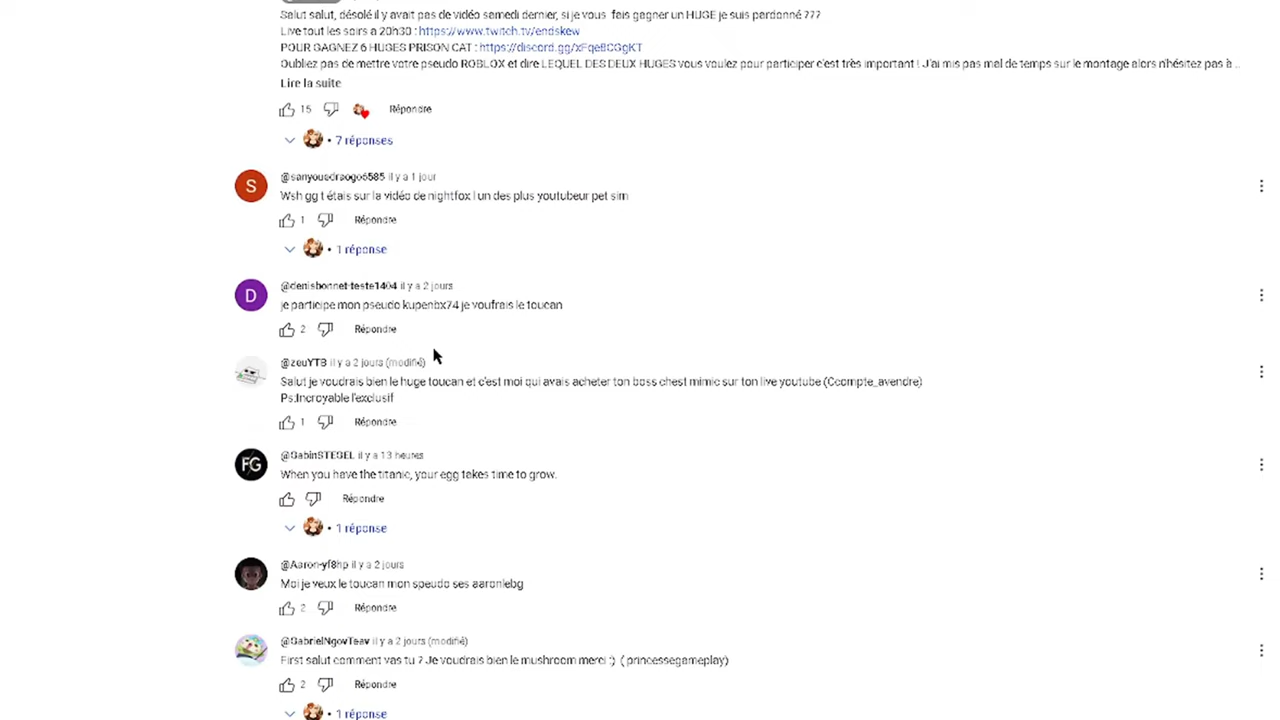 Salut salut, désolé il y avait pas de vidéo samedi dernier, si je vous fais gagner un HUGE je suis pardonné ???
Live tout les soirs a 20h30 : https://www.twitch.tv/endskew
POUR GAGNEZ 6 HUGES PRISON CAT : https://discord.gg/xFqe8CGgKT
Oubliez pas de mettre votre pseudo ROBLOX et dire LEQUEL DES DEUX HUGES vous voulez pour participer c'est très important ! J'ai mis pas mal de temps sur le montage alors n'hésitez pas à ...
Lire la suite
15 Répondre
• 7 réponses
S
@sanyouedraogo6585 il y a 1 jour
Wsh gg t étais sur la vidéo de nightfox l un des plus youtubeur pet sim
1 Répondre
• 1 réponse
D
@denisbonnet-teste1404 il y a 2 jours
je participe mon pseudo kupenbx74 je voufrais le toucan
2 Répondre
@zeuYTB il y a 2 jours (modifié)
Salut je voudrais bien le huge toucan et c'est moi qui avais acheter ton boss chest mimic sur ton live youtube (Ccompte_avendre)
Ps:Incroyable l'exclusif
1 Répondre
FG
@GabinSTEGEL il y a 13 heures
When you have the titanic, your egg takes time to grow.
Répondre
• 1 réponse
@Aaron-yf8hp il y a 2 jours
Moi je veux le toucan mon speudo ses aaronlebg
2 Répondre
@GabrielNgovTeav il y a 2 jours (modifié)
First salut comment vas tu ? Je voudrais bien le mushroom merci :) ( princessegameplay)
2 Répondre
• 1 réponse